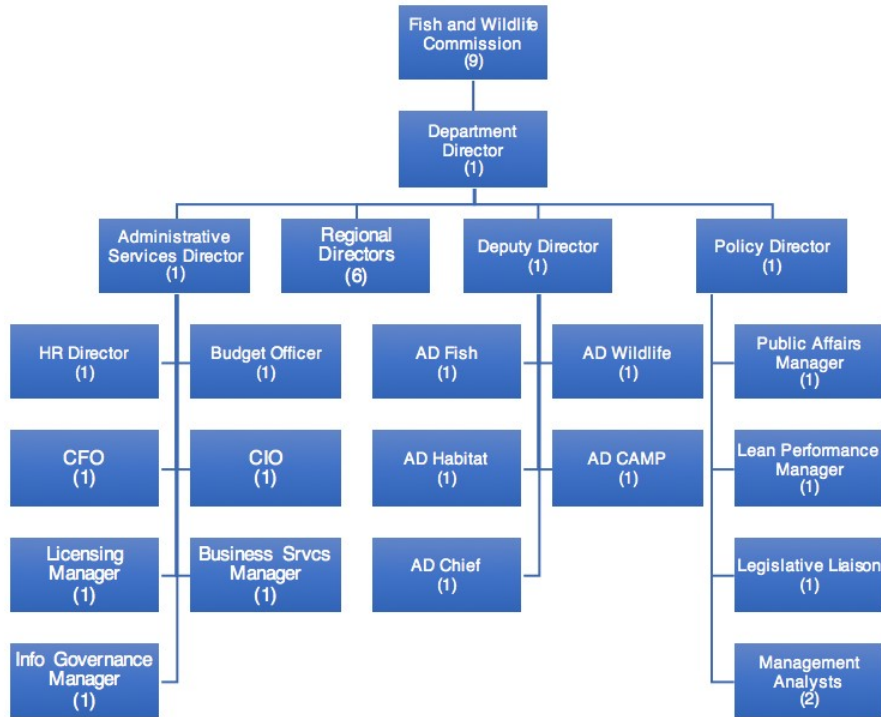 Fish and Wildlife
Commission
(9)
Department
Director
(1)
Administrative
Services Director
(1)
Regional
Directors
(6)
Deputy Director
(1)
Policy Director
(1)
HR Director
(1)
Budget Officer
(1)
AD Fish
(1)
AD Wildlife
(1)
Public Affairs
Manager
(1)
CFO
(1)
CIO
(1)
AD Habitat
(1)
AD CAMP
(1)
Lean Performance
Manager
(1)
Licensing
Manager
(1)
Business Srvcs
Manager
(1)
AD Chief
(1)
Legislative Liaison
(1)
Info Governance
Manager
(1)
Management
Analysts
(2)